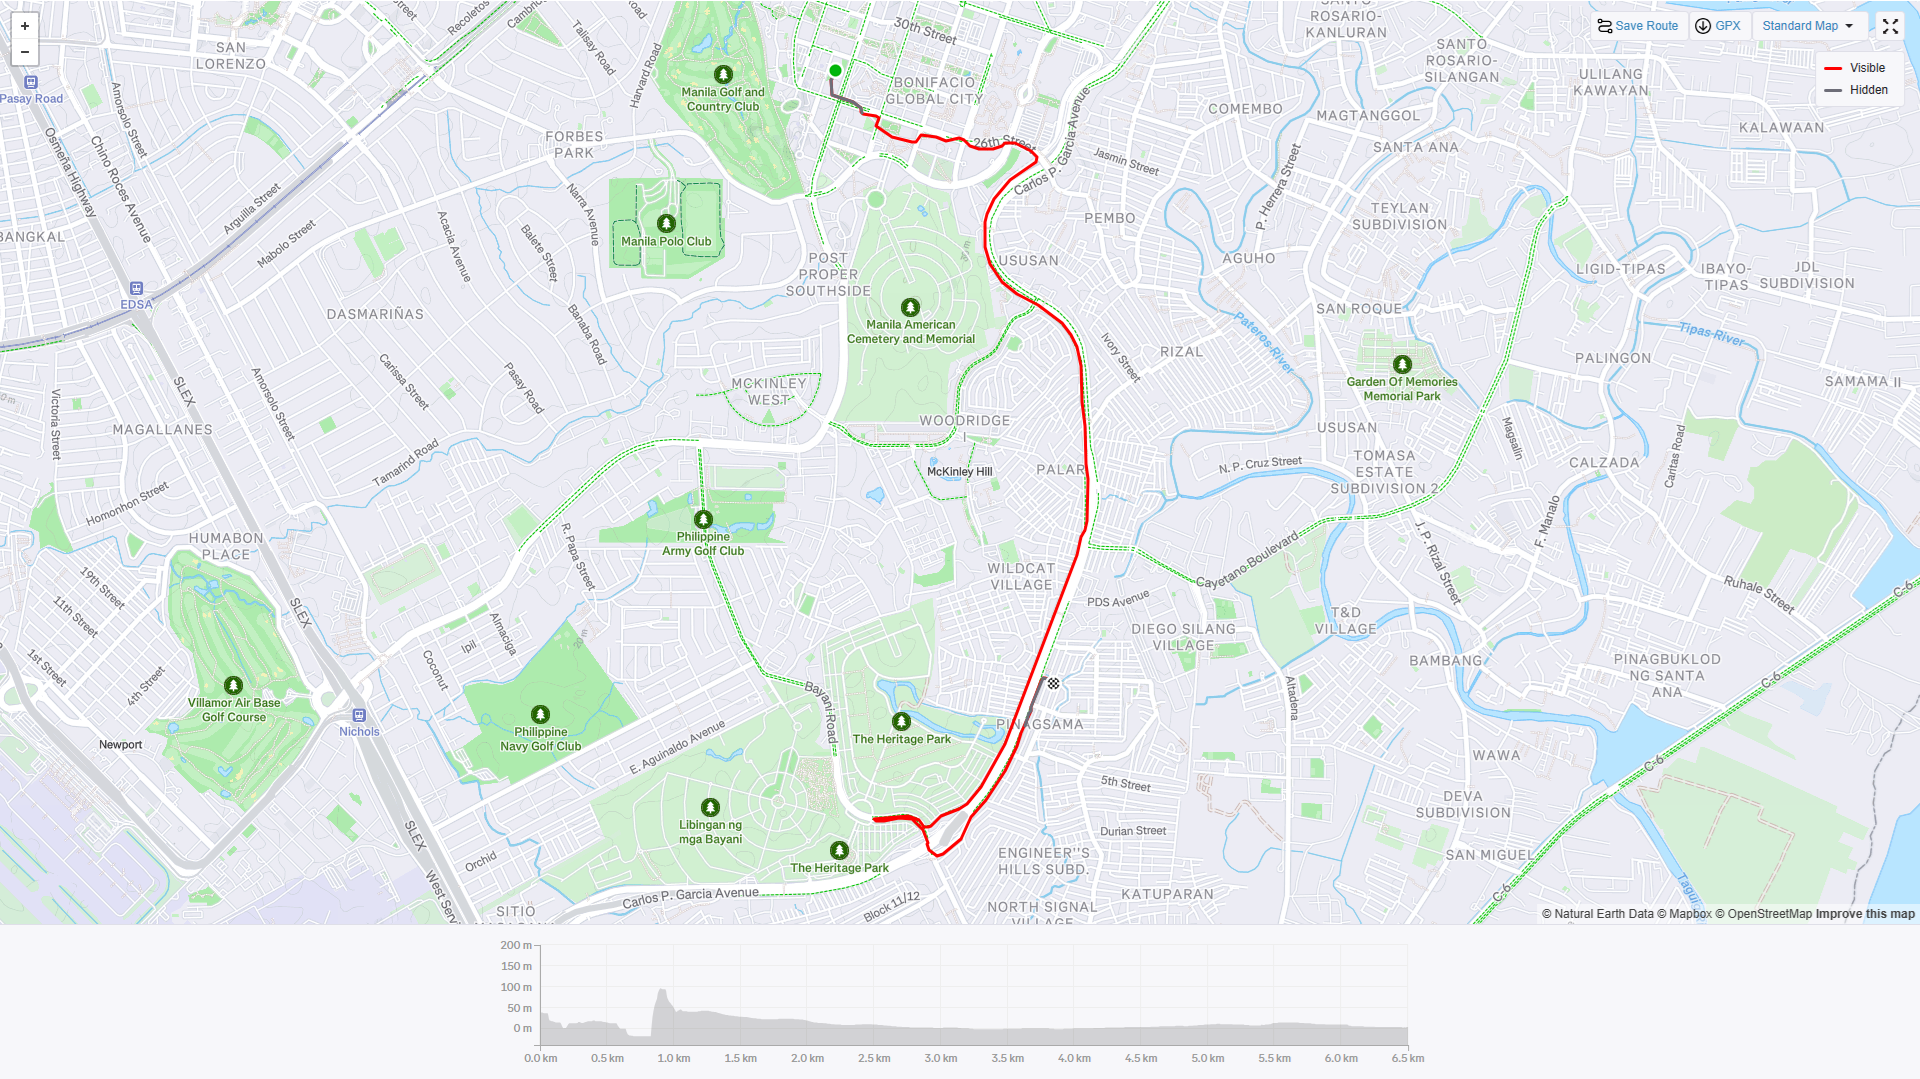 +
−
Save Route
GPX
Standard Map
Visible
Hidden
SAN
LORENZO
Pasay Road
Osmeña Highway
Chino Roces Avenue
Amorsolo Street
BANGKAL
Arguilla Street
Mabolo Street
EDSA
Recoletos
Talisay Road
Harvard Road
Street
FORBES
PARK
Narra Avenue
Acacia Avenue
Balete Street
Banaba Road
Manila Golf and
Country Club
30th Street
BONIFACIO
GLOBAL CITY
26th Street
Carlos P. Garcia Avenue
Carlos P.
Jasmin Street
PEMBO
COMEMBO
SANTO
ROSARIO-
KANLURAN
SANTO
ROSARIO-
SILANGAN
ULILANG
KAWAYAN
MAGTANGGOL
SANTA ANA
KALAWAAN
P. Herrera Street
TEYLAN
SUBDIVISION
AGUHO
LIGID-TIPAS
IBAYO-
TIPAS
JDL
SUBDIVISION
Manila Polo Club
POST
PROPER
SOUTHSIDE
USUSAN
DASMARIÑAS
Manila American
Cemetery and Memorial
SAN ROQUE
Pateros River
Tipas River
Ivory Street
RIZAL
PALINGON
Garden Of Memories
Memorial Park
SAMAMA II
Carissa Street
Pasay Road
SLEX
Amorsolo Street
Victoria Street
MAGALLANES
MCKINLEY
WEST
WOODRIDGE
I
USUSAN
Magsalin
Caritas Road
Tamarind Road
McKinley Hill
PALAR
N. P. Cruz Street
TOMASA
ESTATE
SUBDIVISION 2
CALZADA
Homonhon Street
F. Manalo
HUMABON
PLACE
R. Papa Street
Philippine
Army Golf Club
J. P. Rizal Street
WILDCAT
VILLAGE
Cayetano Boulevard
19th Street
11th Street
1st Street
4th Street
SLEX
Almaciga
Ipil
Coconut
20 m
PDS Avenue
Ruhale Street
C-6
T&D
VILLAGE
DIEGO SILANG
VILLAGE
BAMBANG
PINAGBUKLOD
NG SANTA
ANA
C-6
Villamor Air Base
Golf Course
Newport
Nichols
Philippine
Navy Golf Club
E. Aguinaldo Avenue
Bayani Road
The Heritage Park
PINAGSAMA
Altadena
WAWA
C-6
5th Street
DEVA
SUBDIVISION
Libingan ng
mga Bayani
The Heritage Park
Durian Street
SLEX
Orchid
ENGINEER''S
HILLS SUBD.
SAN MIGUEL
Carlos P. Garcia Avenue
Block 11/12
KATUPARAN
C-6
SITIO
NORTH SIGNAL
VILLAGE
© Natural Earth Data © Mapbox © OpenStreetMap Improve this map
200 m
150 m
100 m
50 m
0 m
0.0 km 0.5 km 1.0 km 1.5 km 2.0 km 2.5 km 3.0 km 3.5 km 4.0 km 4.5 km 5.0 km 5.5 km 6.0 km 6.5 km